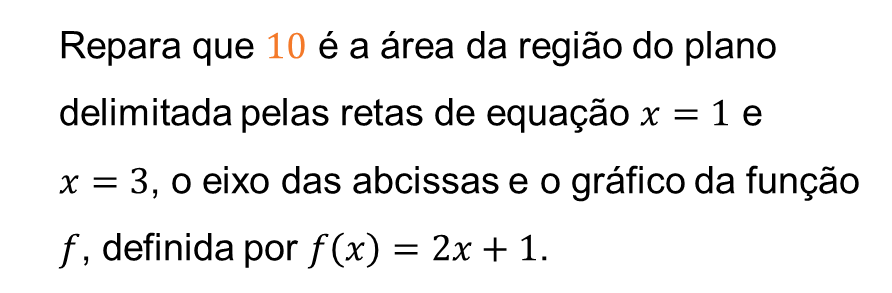 Repara que 10 é a área da região do plano
delimitada pelas retas de equação x = 1 e
x = 3, o eixo das abcissas e o gráfico da função
f, definida por f(x) = 2x + 1.